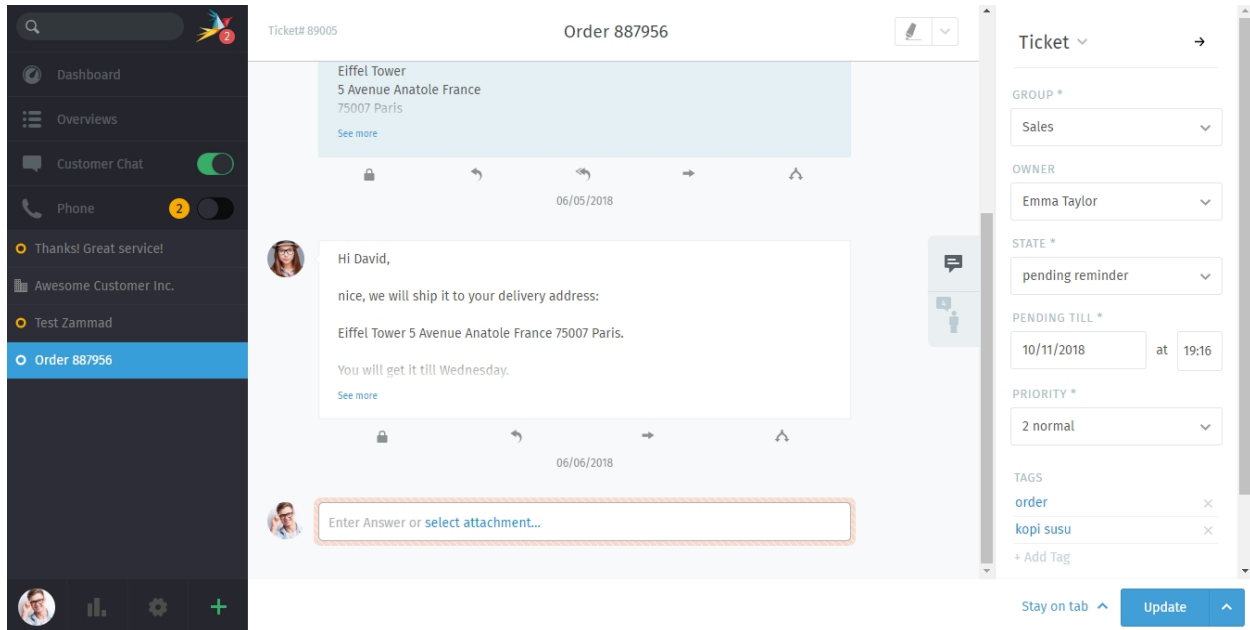 2
Dashboard
Overviews
Customer Chat
Phone 2
Thanks! Great service!
Awesome Customer Inc.
Test Zammad
Order 887956
Ticket# 89005
Order 887956
Eiffel Tower
5 Avenue Anatole France
75007 Paris
See more
06/05/2018
Hi David,
nice, we will ship it to your delivery address:
Eiffel Tower 5 Avenue Anatole France 75007 Paris.
You will get it till Wednesday.
See more
06/06/2018
Enter Answer or select attachment...
4
Ticket
GROUP *
Sales
OWNER
Emma Taylor
STATE *
pending reminder
PENDING TILL *
10/11/2018 at 19:16
PRIORITY *
2 normal
TAGS
order
kopi susu
+ Add Tag
Stay on tab
Update